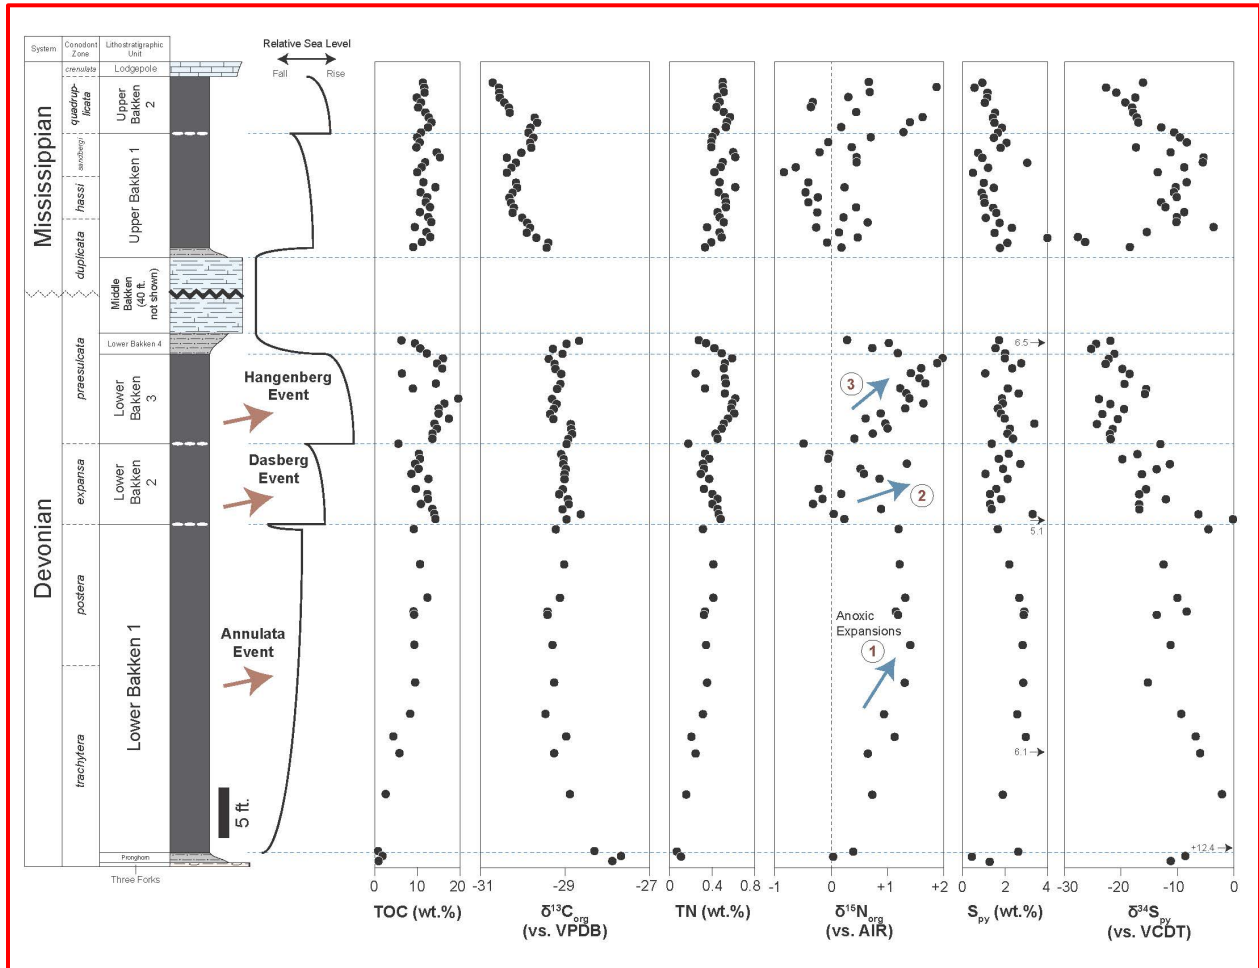 System
Conodont
Zone
Lithostratigraphic
Unit
Relative Sea Level
Fall
Rise
Mississippian
Devonian
crenulata
quadrup-
licata
sandbergi
hassi
duplicata
praesulcata
expansa
postera
trachytera
Lodgepole
Upper
Bakken
2
Upper Bakken 1
Middle
Bakken
(40 ft.
not shown)
Lower Bakken 4
Lower
Bakken
3
Lower
Bakken
2
Lower Bakken 1
Pronghorn
Three Forks
5 ft.
Hangenberg
Event
Dasberg
Event
Annulata
Event
3
2
Anoxic
Expansions
1
6.5
5.1
6.1
+12.4
0 10 20
TOC (wt.%)
-31 -29 -27
δ¹³Corg
(vs. VPDB)
0 0.4 0.8
TN (wt.%)
-1 0 +1 +2
δ¹⁵Norg
(vs. AIR)
0 2 4
Spy (wt.%)
-30 -20 -10 0
δ³⁴Spy
(vs. VCDT)